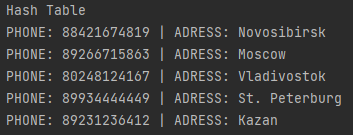 Hash Table
PHONE: 88421674819 | ADRESS: Novosibirsk
PHONE: 89266715863 | ADRESS: Moscow
PHONE: 80248124167 | ADRESS: Vladivostok
PHONE: 89934444449 | ADRESS: St. Peterburg
PHONE: 89231236412 | ADRESS: Kazan